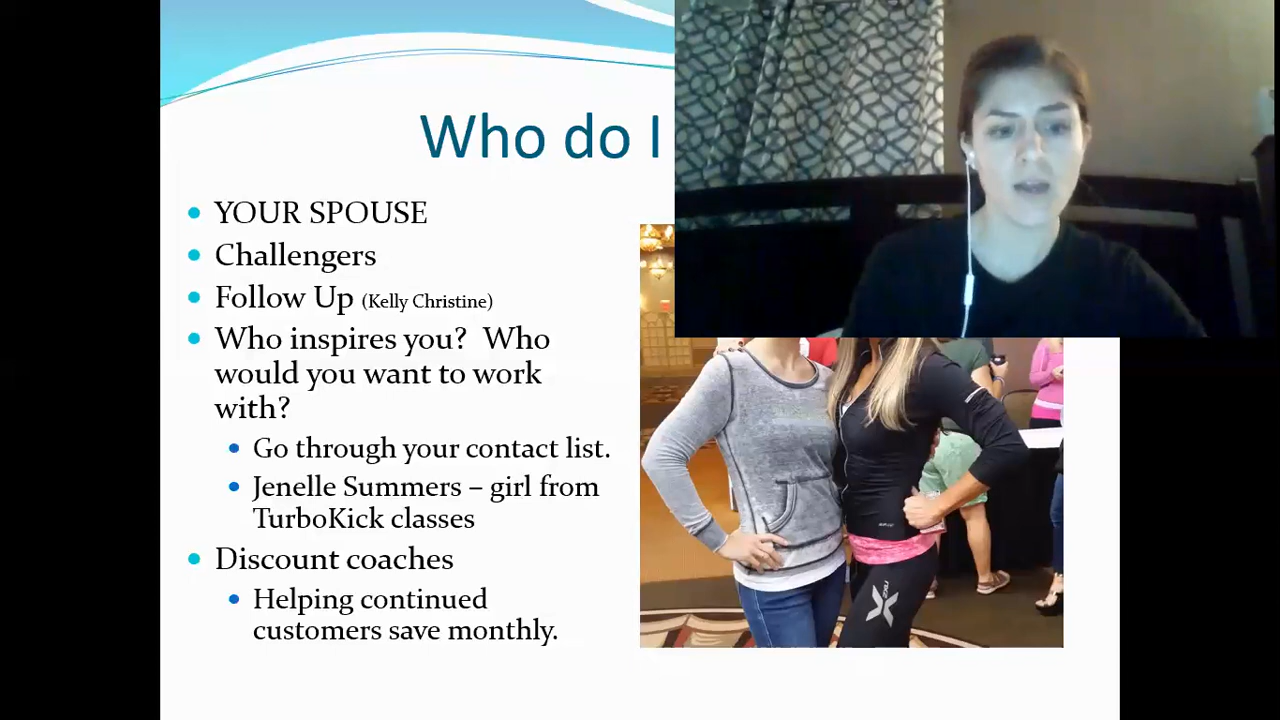 Who do I
YOUR SPOUSE
Challengers
Follow Up (Kelly Christine)
Who inspires you? Who
would you want to work
with?
Go through your contact list.
Jenelle Summers – girl from
TurboKick classes
Discount coaches
Helping continued
customers save monthly.